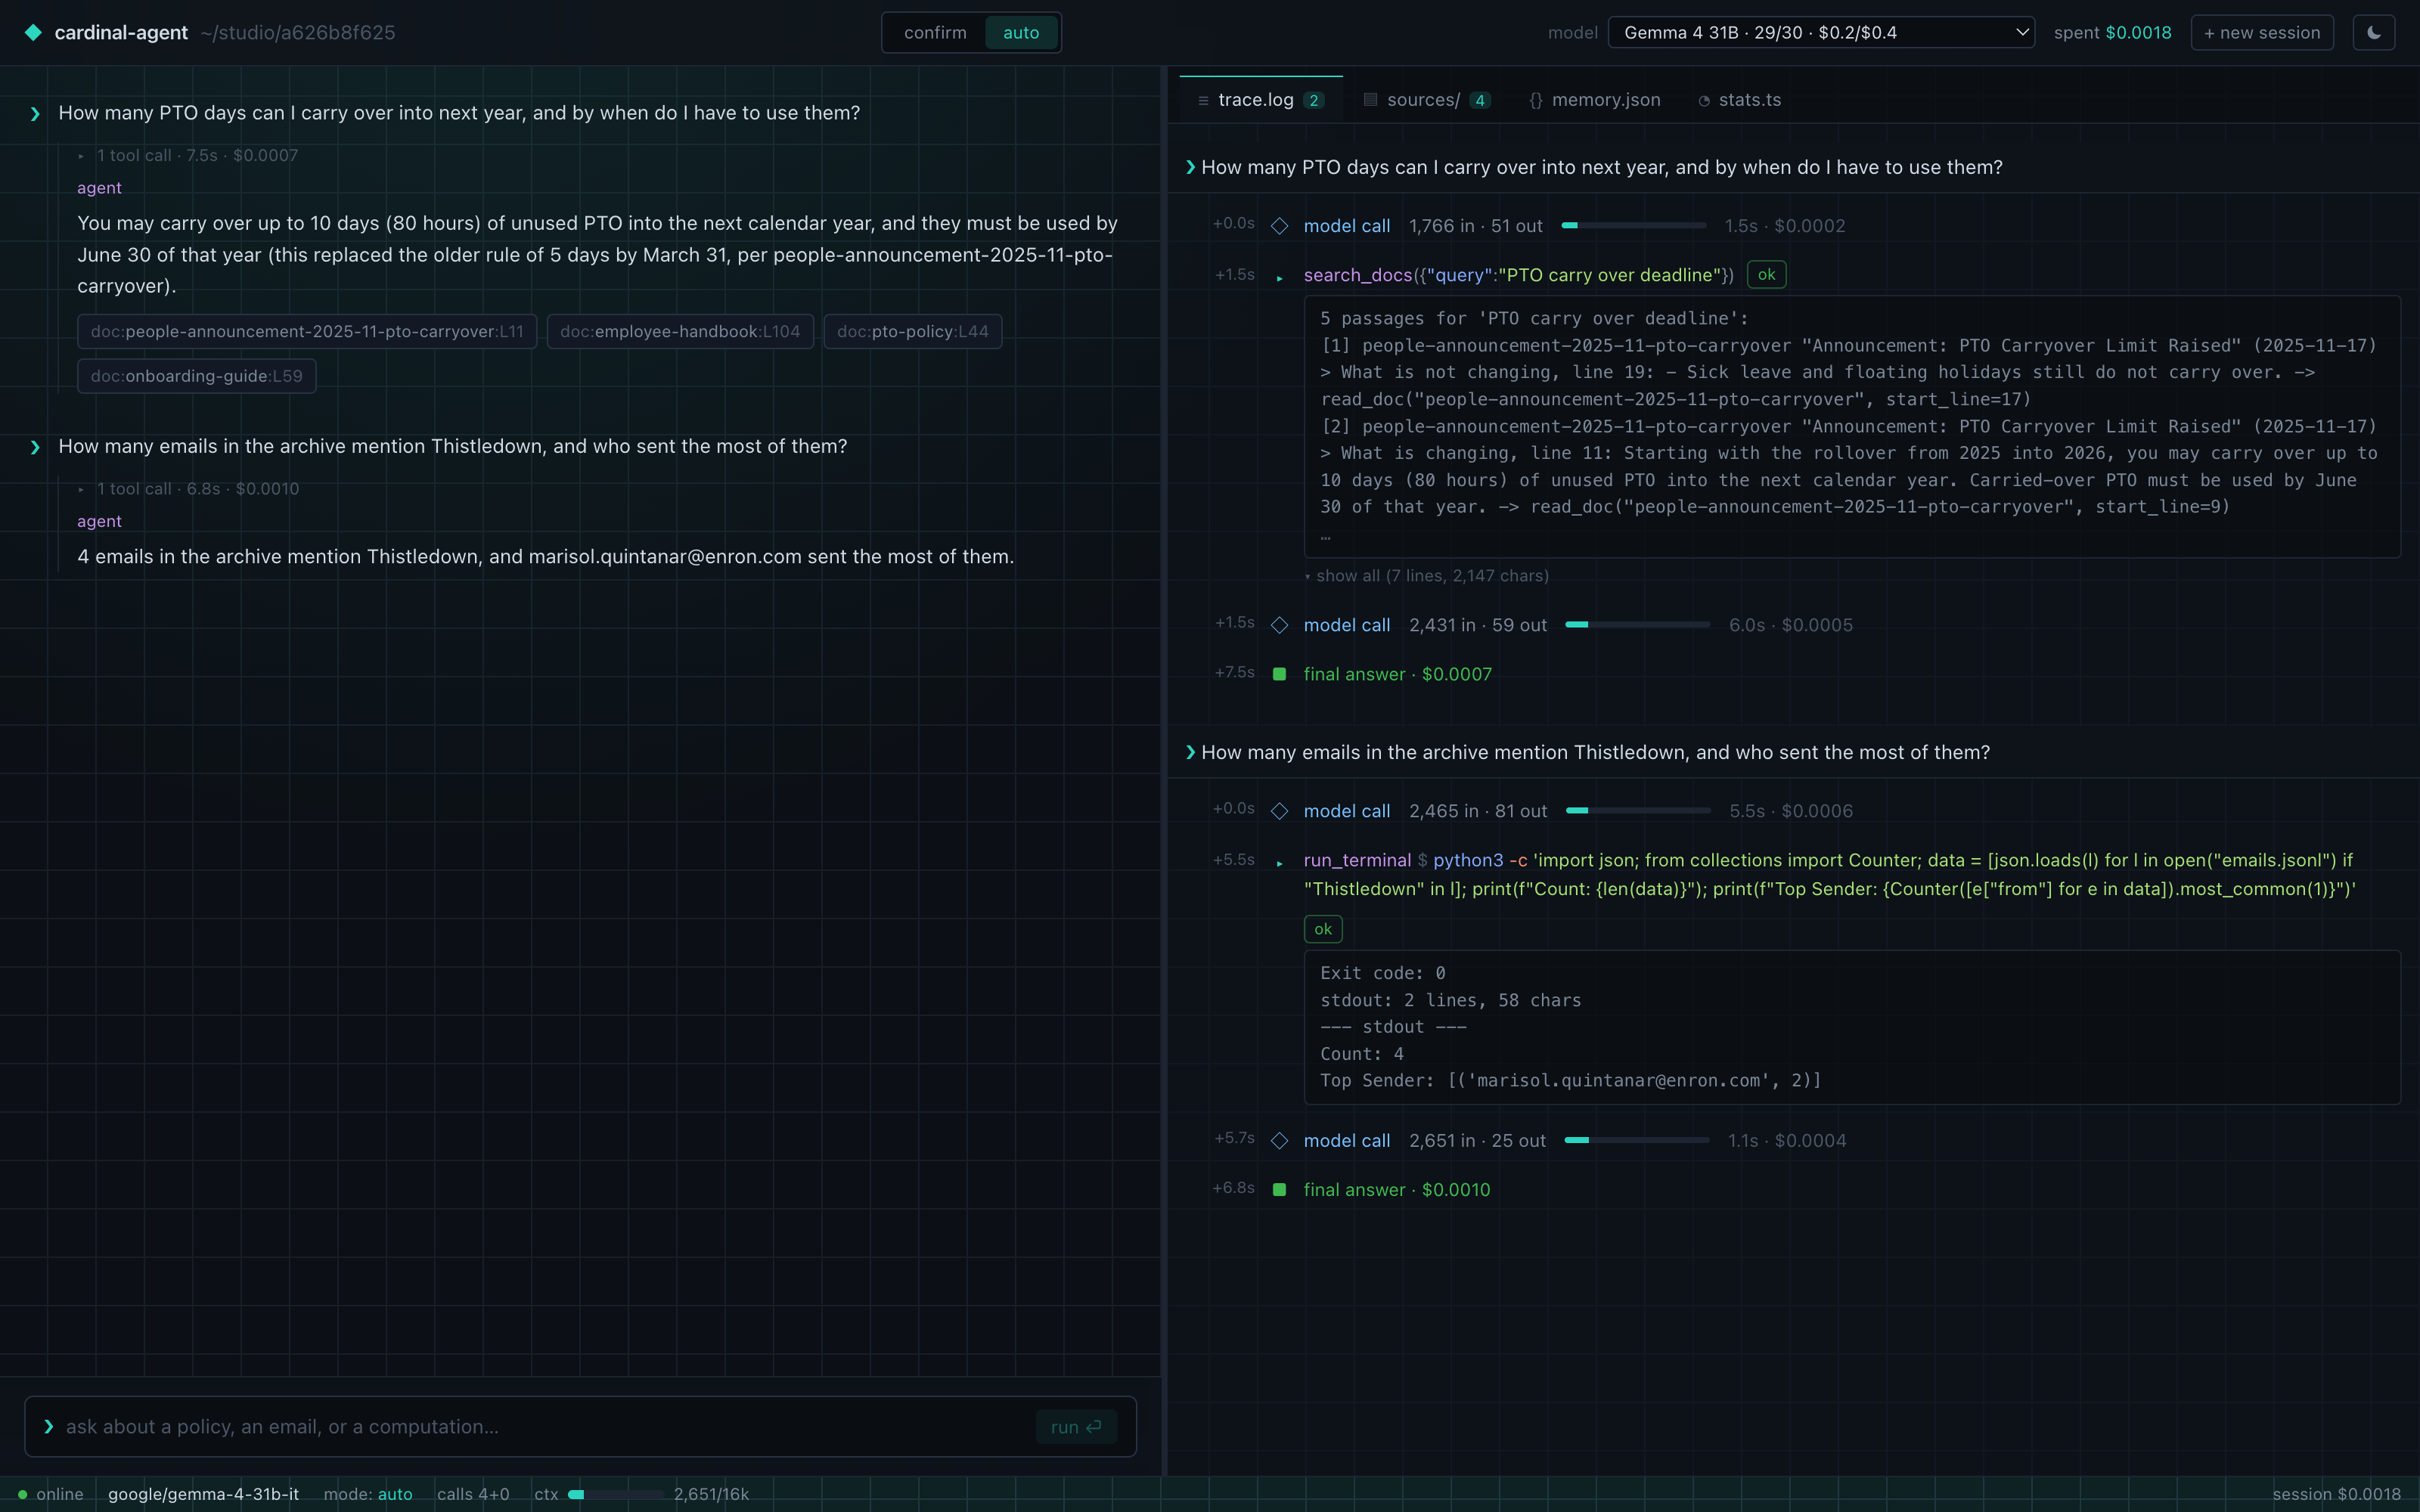 cardinal-agent ~/studio/a626b8f625
confirm auto
model Gemma 4 31B · 29/30 · $0.2/$0.4 spent $0.0018 + new session
How many PTO days can I carry over into next year, and by when do I have to use them?
1 tool call · 7.5s · $0.0007
agent
You may carry over up to 10 days (80 hours) of unused PTO into the next calendar year, and they must be used by
June 30 of that year (this replaced the older rule of 5 days by March 31, per people-announcement-2025-11-pto-
carryover).
doc:people-announcement-2025-11-pto-carryover:L11 doc:employee-handbook:L104 doc:pto-policy:L44
doc:onboarding-guide:L59
How many emails in the archive mention Thistledown, and who sent the most of them?
1 tool call · 6.8s · $0.0010
agent
4 emails in the archive mention Thistledown, and marisol.quintanar@enron.com sent the most of them.
ask about a policy, an email, or a computation...
run ⏎
trace.log 2 sources/ 4 {} memory.json stats.ts
How many PTO days can I carry over into next year, and by when do I have to use them?
+0.0s model call 1,766 in · 51 out 1.5s · $0.0002
+1.5s search_docs({"query":"PTO carry over deadline"}) ok
5 passages for 'PTO carry over deadline':
[1] people-announcement-2025-11-pto-carryover "Announcement: PTO Carryover Limit Raised" (2025-11-17)
> What is not changing, line 19: - Sick leave and floating holidays still do not carry over. ->
read_doc("people-announcement-2025-11-pto-carryover", start_line=17)
[2] people-announcement-2025-11-pto-carryover "Announcement: PTO Carryover Limit Raised" (2025-11-17)
> What is changing, line 11: Starting with the rollover from 2025 into 2026, you may carry over up to
10 days (80 hours) of unused PTO into the next calendar year. Carried-over PTO must be used by June
30 of that year. -> read_doc("people-announcement-2025-11-pto-carryover", start_line=9)
…
show all (7 lines, 2,147 chars)
+1.5s model call 2,431 in · 59 out 6.0s · $0.0005
+7.5s final answer · $0.0007
How many emails in the archive mention Thistledown, and who sent the most of them?
+0.0s model call 2,465 in · 81 out 5.5s · $0.0006
+5.5s run_terminal $ python3 -c 'import json; from collections import Counter; data = [json.loads(l) for l in open("emails.jsonl") if
"Thistledown" in l]; print(f"Count: {len(data)}"); print(f"Top Sender: {Counter([e["from"] for e in data]).most_common(1)}")'
ok
Exit code: 0
stdout: 2 lines, 58 chars
--- stdout ---
Count: 4
Top Sender: [('marisol.quintanar@enron.com', 2)]
+5.7s model call 2,651 in · 25 out 1.1s · $0.0004
+6.8s final answer · $0.0010
online google/gemma-4-31b-it mode: auto calls 4+0 ctx 2,651/16k session $0.0018